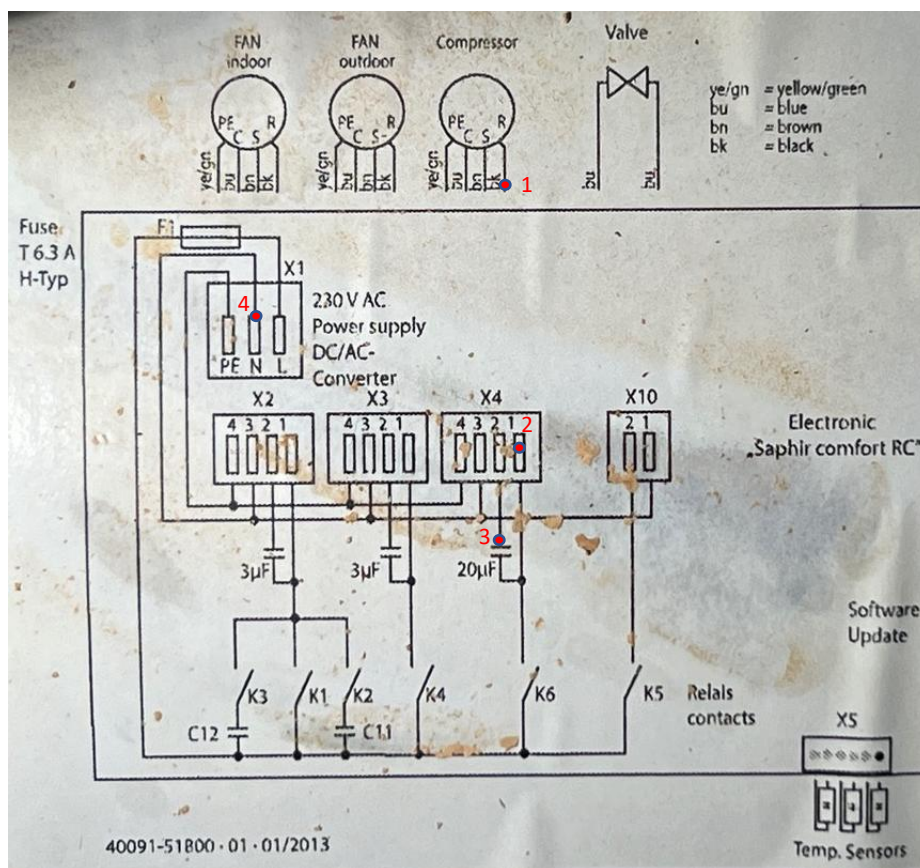 FAN indoor
FAN outdoor
Compressor
Valve
PE C S R
PE C S- R
PE C S R
ye/gn bu bn bk
ye/gn bu bn bk
ye/gn bu bn bk
bu bu
ye/gn = yellow/green
bu = blue
bn = brown
bk = black
1
Fuse
T 6.3 A
H-Typ
F1
X1
4
PE N L
230 V AC
Power supply
DC/AC-
Converter
X2 X3 X4 X10
4 3 2 1 4 3 2 1 4 3 2 1 2 1
2
Electronic
„Saphir comfort RC“
3
3µF 3µF 20µF
Software
Update
K3 K1 K2 K4 K6 K5
Relais
contacts
C12 C11
X5
40091-51800 · 01 · 01/2013
Temp. Sensors